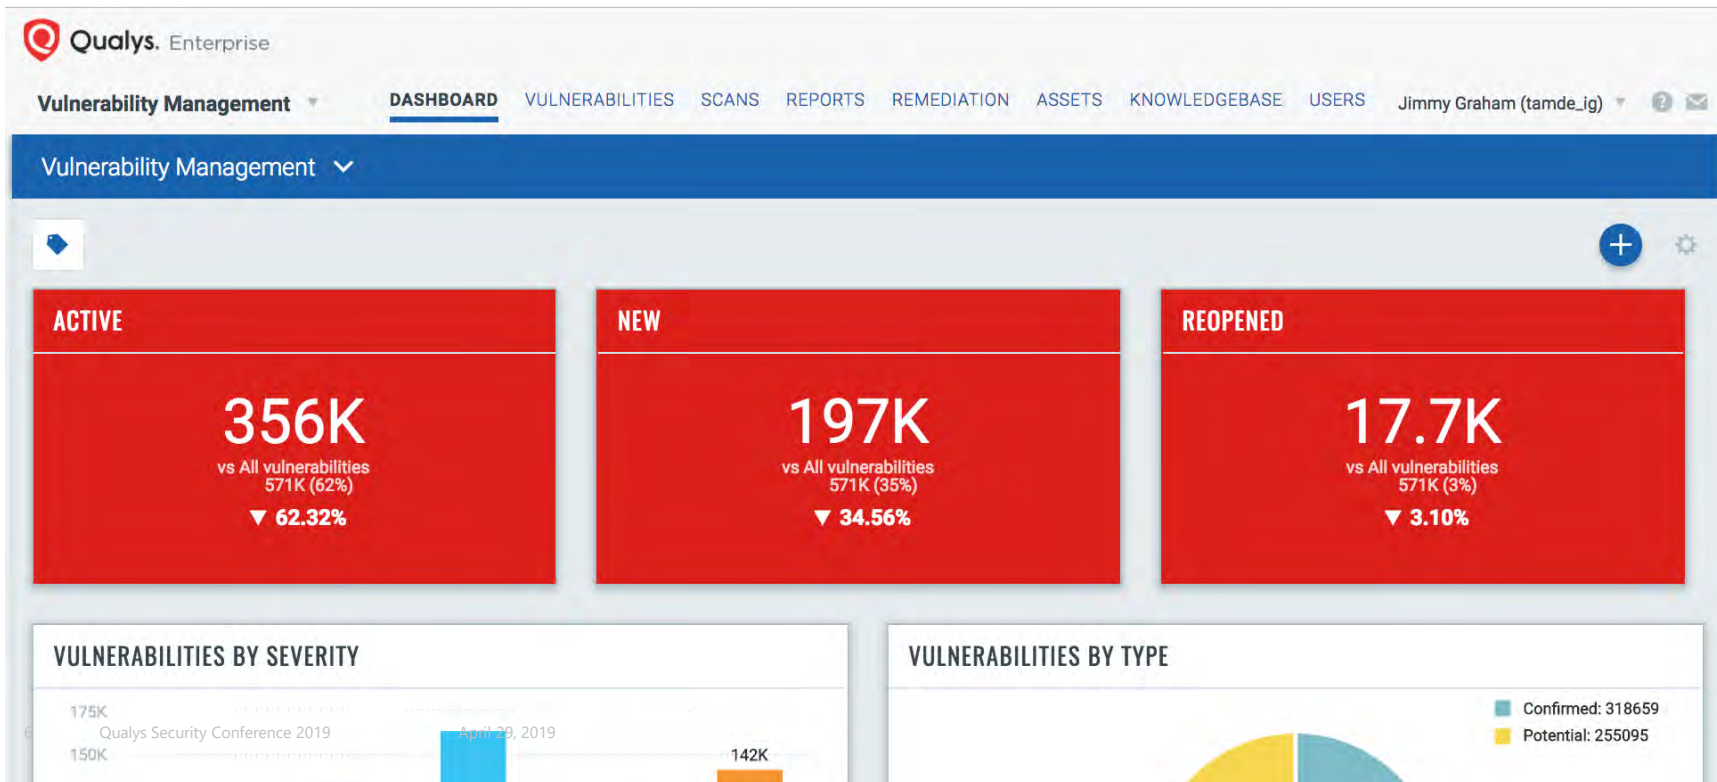 Qualys. Enterprise
Vulnerability Management
DASHBOARD VULNERABILITIES SCANS REPORTS REMEDIATION ASSETS KNOWLEDGEBASE USERS Jimmy Graham (tamde_ig)
Vulnerability Management
ACTIVE
356K
vs All vulnerabilities
571K (62%)
▼ 62.32%
NEW
197K
vs All vulnerabilities
571K (35%)
▼ 34.56%
REOPENED
17.7K
vs All vulnerabilities
571K (3%)
▼ 3.10%
VULNERABILITIES BY SEVERITY
175K
150K
142K
VULNERABILITIES BY TYPE
Confirmed: 318659
Potential: 255095
6 Qualys Security Conference 2019 April 29, 2019